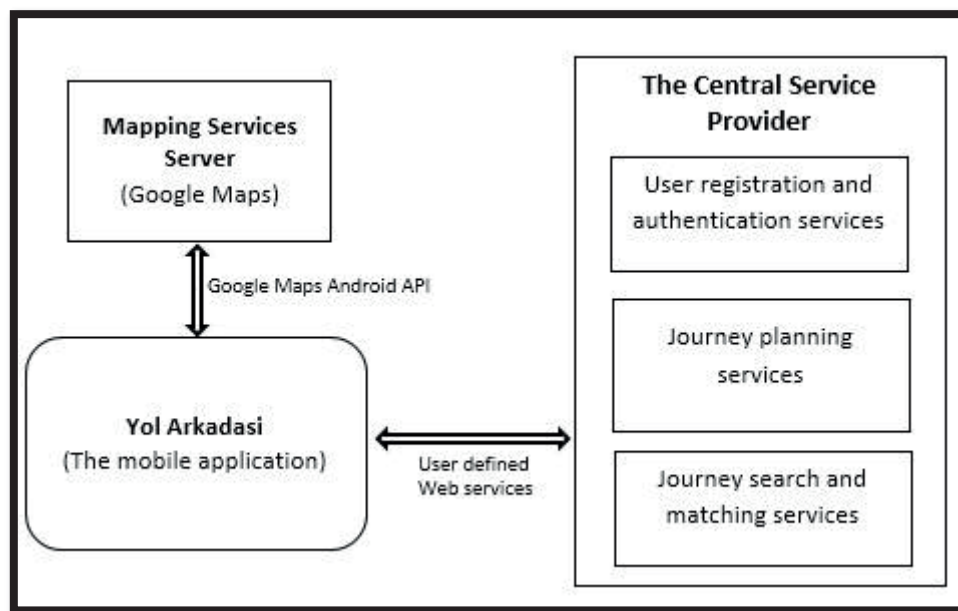 Mapping Services
Server
(Google Maps)
Google Maps Android API
Yol Arkadasi
(The mobile application)
User defined
Web services
The Central Service
Provider
User registration and
authentication services
Journey planning
services
Journey search and
matching services